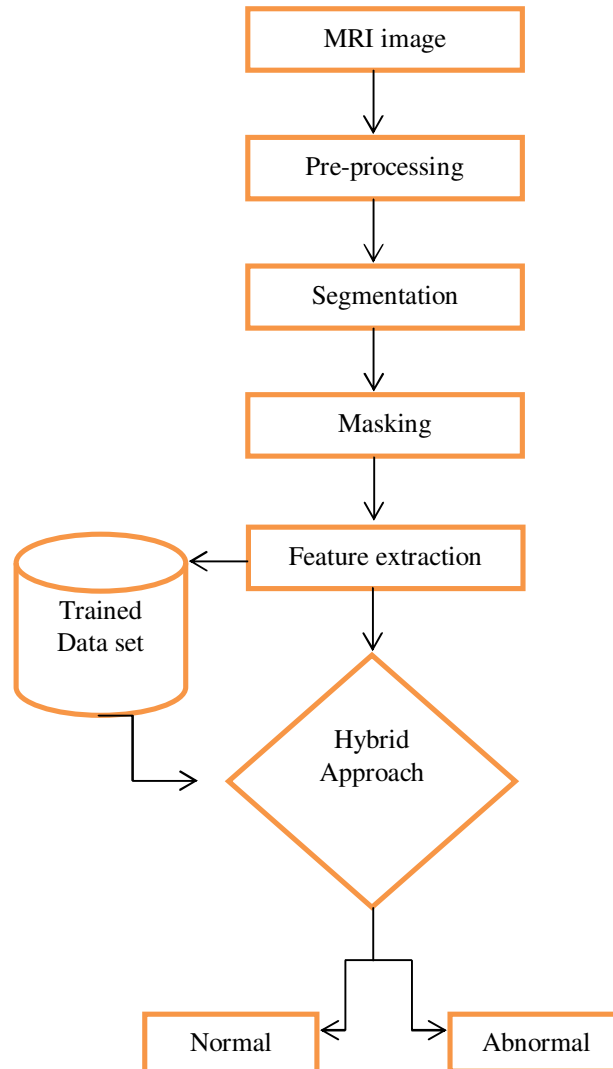 MRI image
Pre-processing
Segmentation
Masking
Feature extraction
Trained
Data set
Hybrid
Approach
Normal
Abnormal